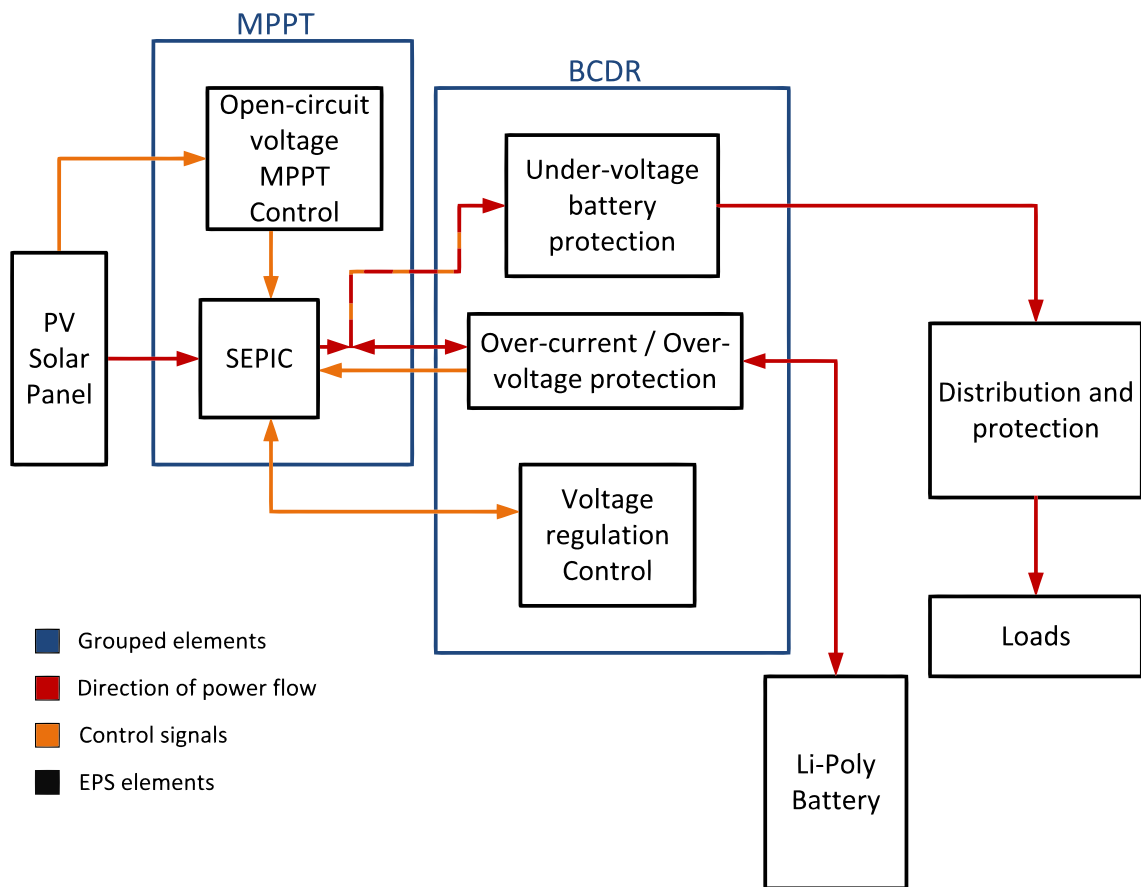 MPPT
BCDR
Open-circuit
voltage
MPPT
Control
Under-voltage
battery
protection
PV
Solar
Panel
SEPIC
Over-current / Over-
voltage protection
Distribution and
protection
Voltage
regulation
Control
Loads
Li-Poly
Battery
Grouped elements
Direction of power flow
Control signals
EPS elements